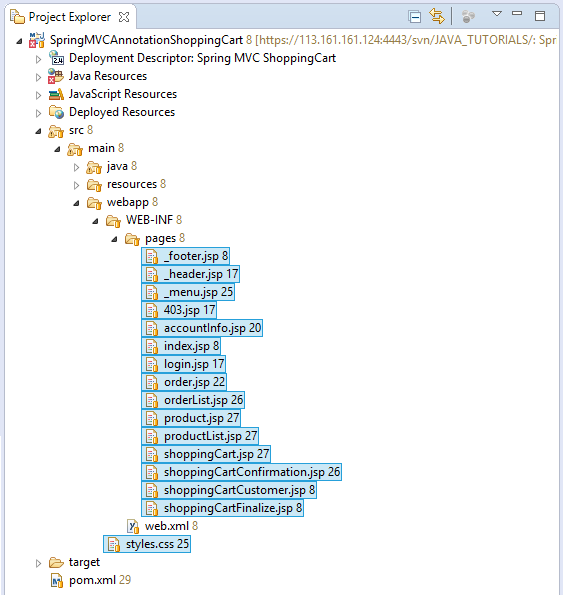 Project Explorer
SpringMVCAnnotationShoppingCart 8 [https://113.161.161.124:4443/svn/JAVA_TUTORIALS/: Spr
Deployment Descriptor: Spring MVC ShoppingCart
Java Resources
JavaScript Resources
Deployed Resources
src 8
main 8
java 8
resources 8
webapp 8
WEB-INF 8
pages 8
_footer.jsp 8
_header.jsp 17
_menu.jsp 25
403.jsp 17
accountInfo.jsp 20
index.jsp 8
login.jsp 17
order.jsp 22
orderList.jsp 26
product.jsp 27
productList.jsp 27
shoppingCart.jsp 27
shoppingCartConfirmation.jsp 26
shoppingCartCustomer.jsp 8
shoppingCartFinalize.jsp 8
web.xml 8
styles.css 25
target
pom.xml 29